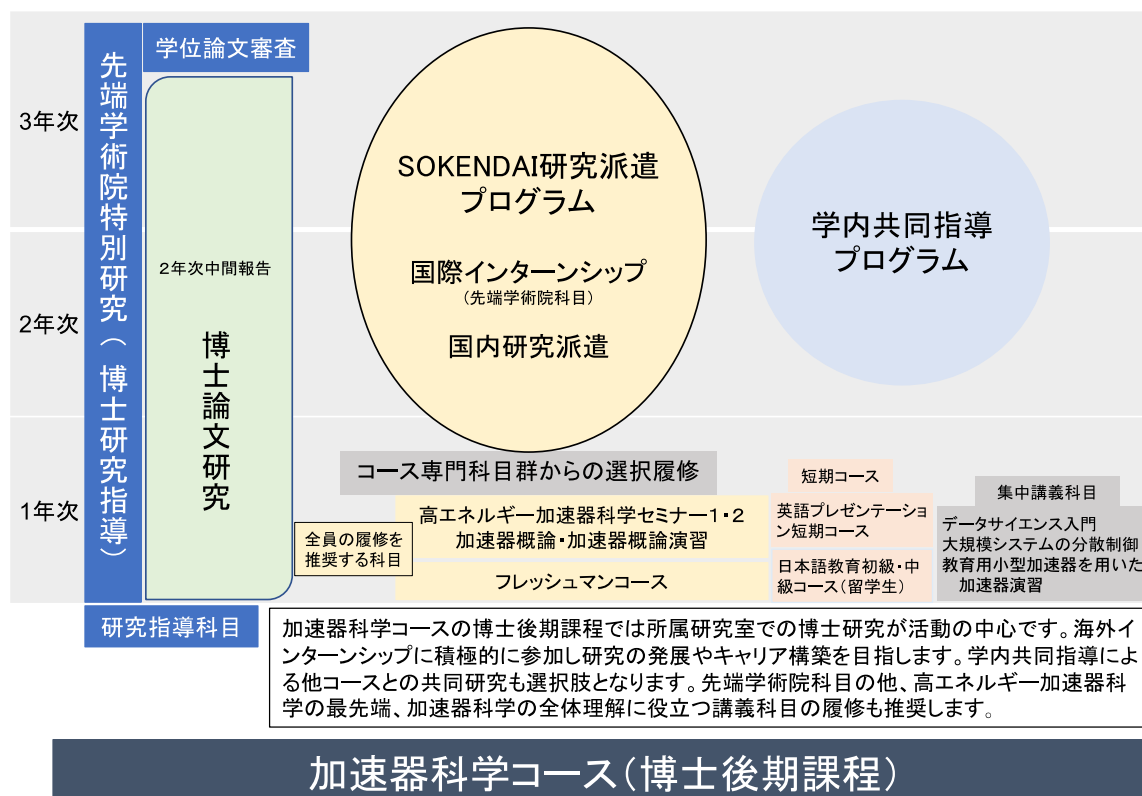 学位論文審査
3年次
2年次
1年次
先端学術院特別研究(博士研究指導)
2年次中間報告
博士論文研究
SOKENDAI研究派遣
プログラム
国際インターンシップ
(先端学術院科目)
国内研究派遣
学内共同指導
プログラム
コース専門科目群からの選択履修
全員の履修を
推奨する科目
高エネルギー加速器科学セミナー1・2
加速器概論・加速器概論演習
フレッシュマンコース
短期コース
英語プレゼンテーショ
ン短期コース
日本語教育初級・中
級コース(留学生)
集中講義科目
データサイエンス入門
大規模システムの分散制御
教育用小型加速器を用いた
加速器演習
研究指導科目
加速器科学コースの博士後期課程では所属研究室での博士研究が活動の中心です。海外イ
ンターンシップに積極的に参加し研究の発展やキャリア構築を目指します。学内共同指導によ
る他コースとの共同研究も選択肢となります。先端学術院科目の他、高エネルギー加速器科
学の最先端、加速器科学の全体理解に役立つ講義科目の履修も推奨します。
加速器科学コース(博士後期課程)